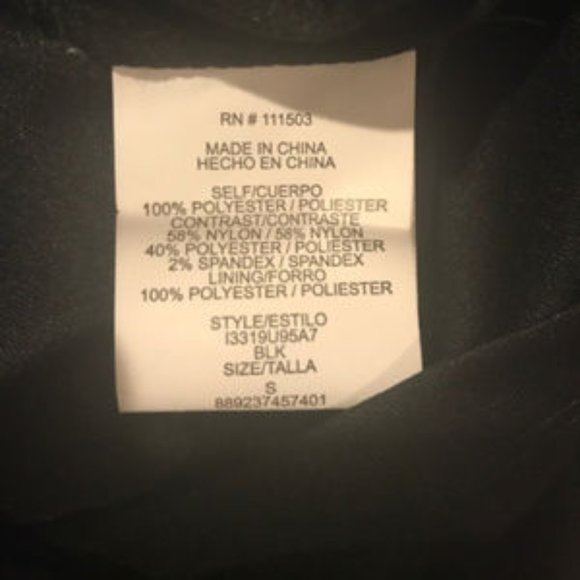 RN # 111503
MADE IN CHINA
HECHO EN CHINA
SELF/CUERPO
100% POLYESTER / POLIESTER
CONTRAST/CONTRASTE
58% NYLON / 58% NYLON
40% POLYESTER / POLIESTER
2% SPANDEX / SPANDEX
LINING/FORRO
100% POLYESTER / POLIESTER
STYLE/ESTILO
I3319U95A7
BLK
SIZE/TALLA
S
889237457401